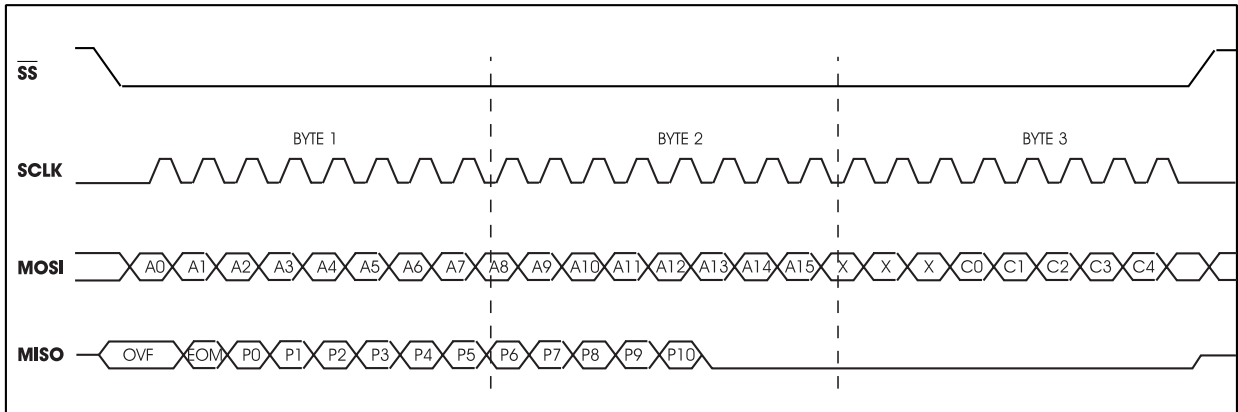 SS
BYTE 1 BYTE 2 BYTE 3
SCLK
MOSI A0 A1 A2 A3 A4 A5 A6 A7 A8 A9 A10 A11 A12 A13 A14 A15 X X X C0 C1 C2 C3 C4
MISO OVF EOM P0 P1 P2 P3 P4 P5 P6 P7 P8 P9 P10